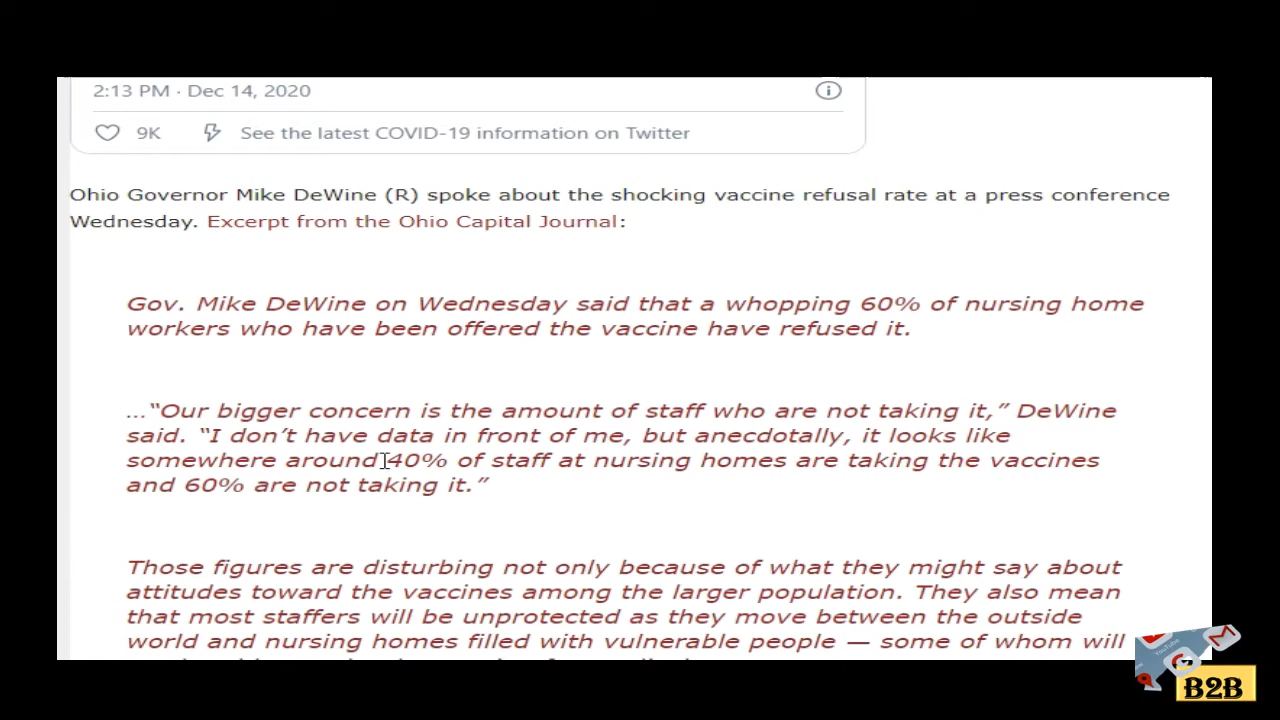 2:13 PM · Dec 14, 2020
9K See the latest COVID-19 information on Twitter
Ohio Governor Mike DeWine (R) spoke about the shocking vaccine refusal rate at a press conference
Wednesday. Excerpt from the Ohio Capital Journal:
Gov. Mike DeWine on Wednesday said that a whopping 60% of nursing home
workers who have been offered the vaccine have refused it.
…“Our bigger concern is the amount of staff who are not taking it,” DeWine
said. “I don’t have data in front of me, but anecdotally, it looks like
somewhere around 40% of staff at nursing homes are taking the vaccines
and 60% are not taking it.”
Those figures are disturbing not only because of what they might say about
attitudes toward the vaccines among the larger population. They also mean
that most staffers will be unprotected as they move between the outside
world and nursing homes filled with vulnerable people — some of whom will
YouTube
B2B